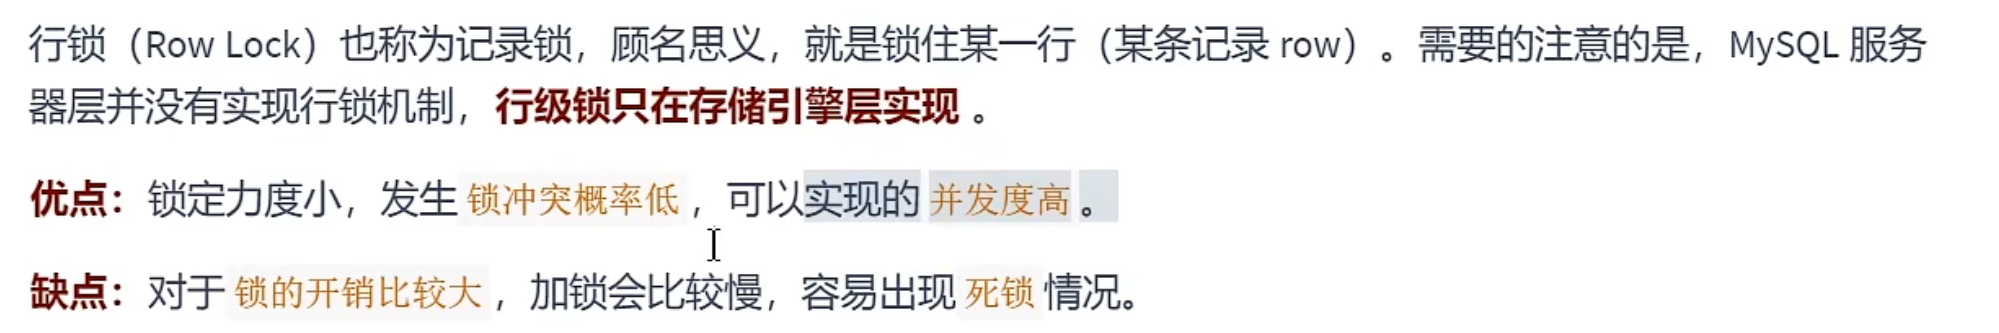 行锁（Row Lock）也称为记录锁，顾名思义，就是锁住某一行（某条记录 row）。需要的注意的是，MySQL 服务
器层并没有实现行锁机制，行级锁只在存储引擎层实现 。
优点：锁定力度小，发生 锁冲突概率低 ，可以实现的 并发度高 。
缺点：对于 锁的开销比较大 ，加锁会比较慢，容易出现 死锁 情况。